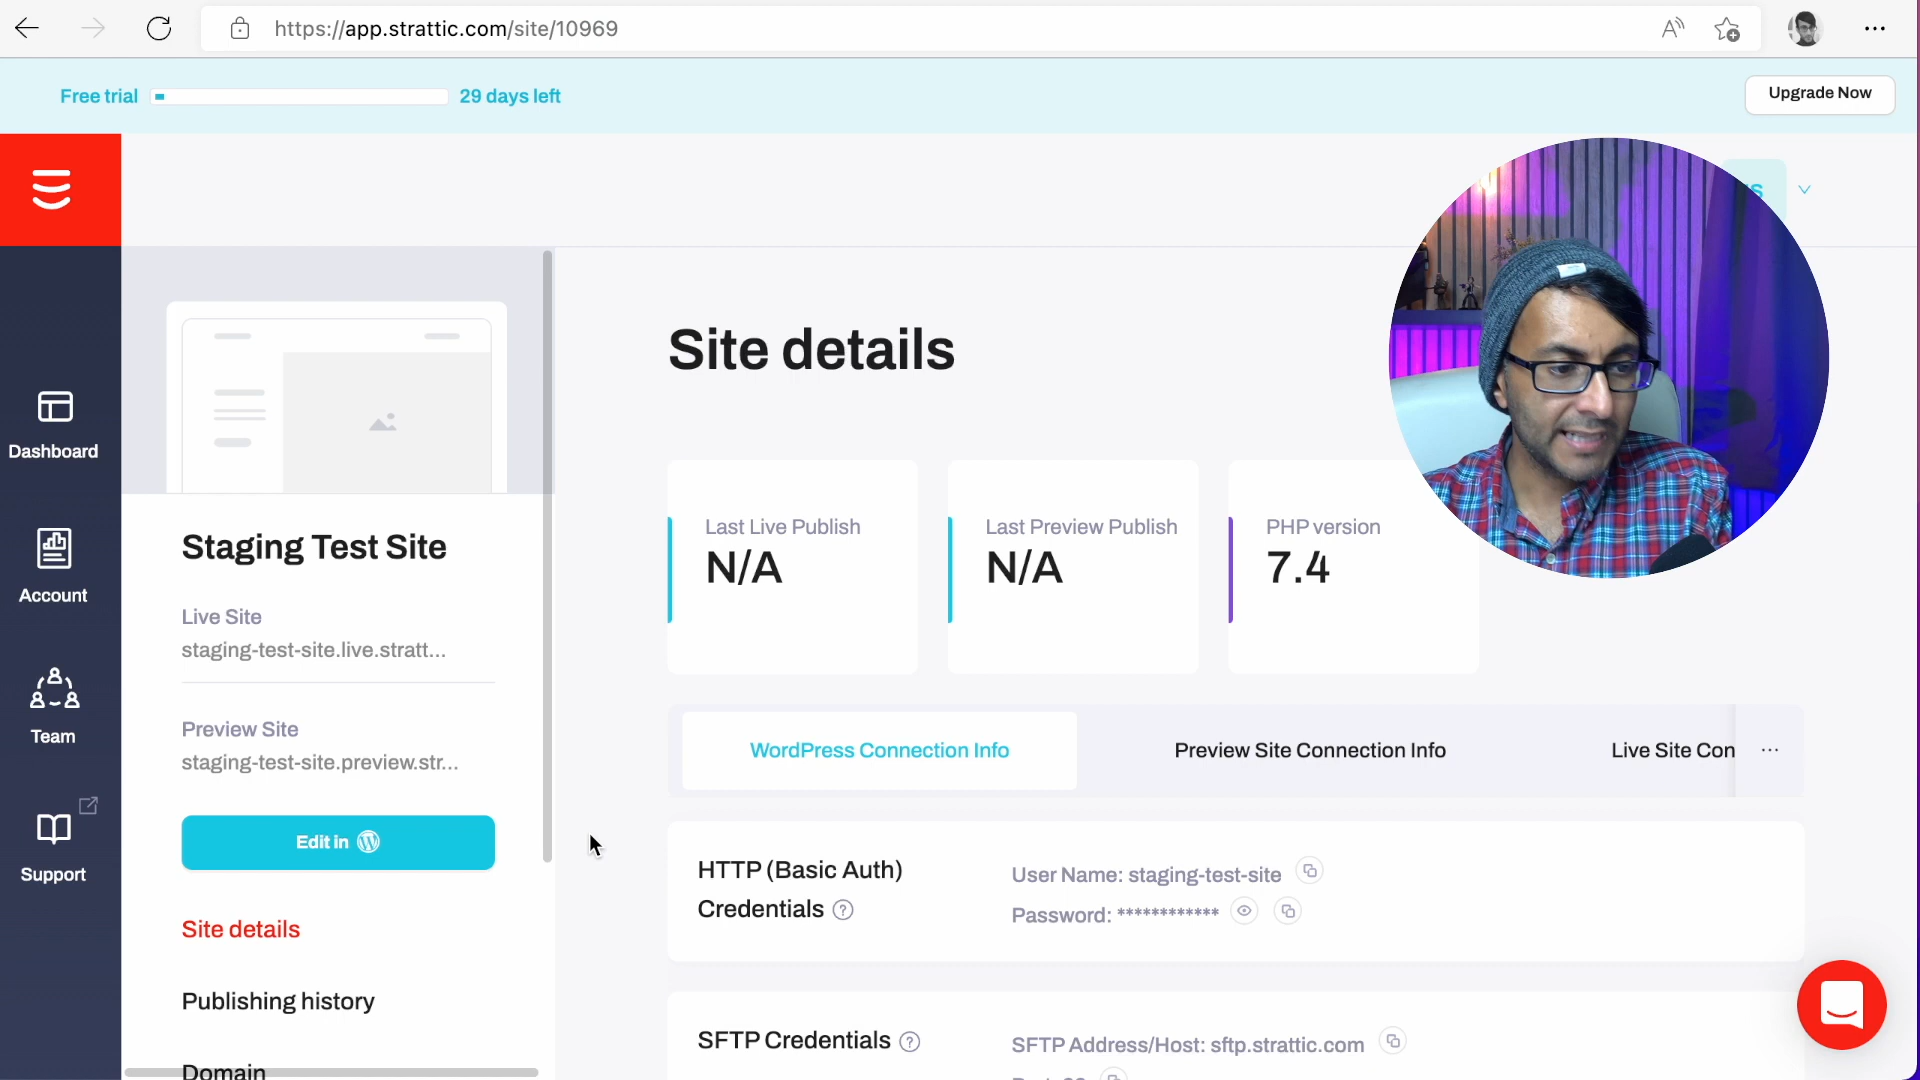 https://app.strattic.com/site/10969
Free trial
29 days left
Upgrade Now
S
Dashboard
Account
Team
Support
Staging Test Site
Live Site
staging-test-site.live.stratt...
Preview Site
staging-test-site.preview.str...
Edit in
Site details
Publishing history
Domain
Site details
Last Live Publish
N/A
Last Preview Publish
N/A
PHP version
7.4
WordPress Connection Info
Preview Site Connection Info
Live Site Con
...
HTTP (Basic Auth)
Credentials ?
User Name: staging-test-site
Password: ************
SFTP Credentials ?
SFTP Address/Host: sftp.strattic.com